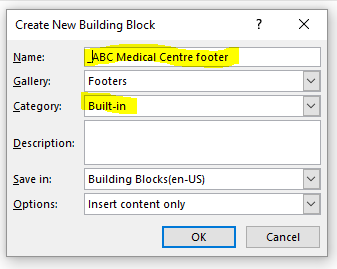 Create New Building Block
Name: _ABC Medical Centre footer
Gallery: Footers
Category: Built-in
Description:
Save in: Building Blocks(en-US)
Options: Insert content only
OK Cancel